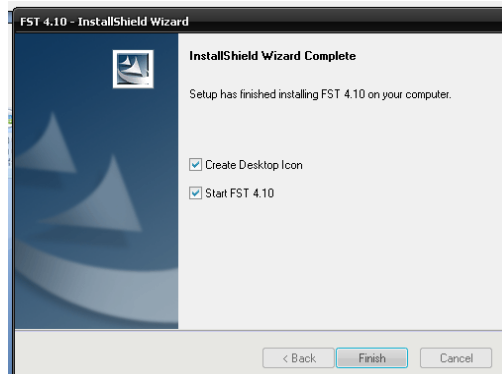 FST 4.10 - InstallShield Wizard
InstallShield Wizard Complete
Setup has finished installing FST 4.10 on your computer.
Create Desktop Icon
Start FST 4.10
< Back
Finish
Cancel